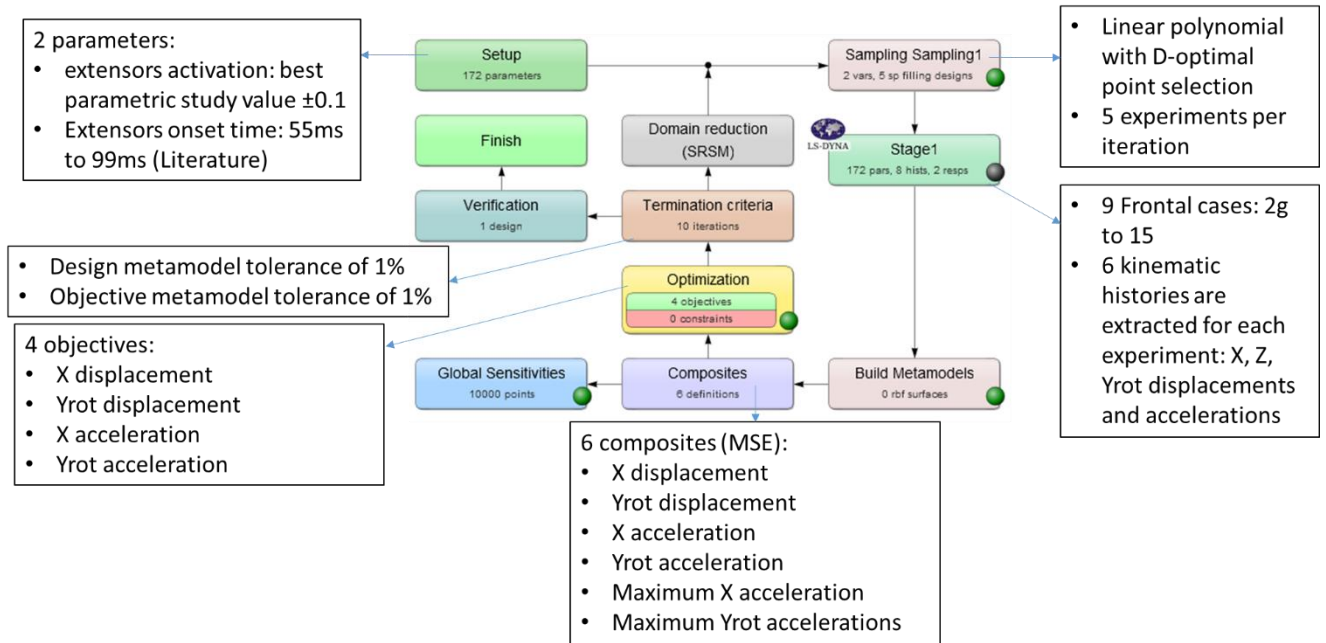 2 parameters:
• extensors activation: best
parametric study value ±0.1
• Extensors onset time: 55ms
to 99ms (Literature)
Setup
172 parameters
Sampling Sampling1
2 vars, 5 sp filling designs
• Linear polynomial
with D-optimal
point selection
• 5 experiments per
iteration
Finish
Domain reduction
(SRSM)
LS-DYNA
Stage1
172 pars, 8 hists, 2 resps
Verification
1 design
Termination criteria
10 iterations
• 9 Frontal cases: 2g
to 15
• 6 kinematic
histories are
extracted for each
experiment: X, Z,
Yrot displacements
and accelerations
• Design metamodel tolerance of 1%
• Objective metamodel tolerance of 1%
Optimization
4 objectives
0 constraints
4 objectives:
• X displacement
• Yrot displacement
• X acceleration
• Yrot acceleration
Global Sensitivities
10000 points
Composites
6 definitions
Build Metamodels
0 rbf surfaces
6 composites (MSE):
• X displacement
• Yrot displacement
• X acceleration
• Yrot acceleration
• Maximum X acceleration
• Maximum Yrot accelerations